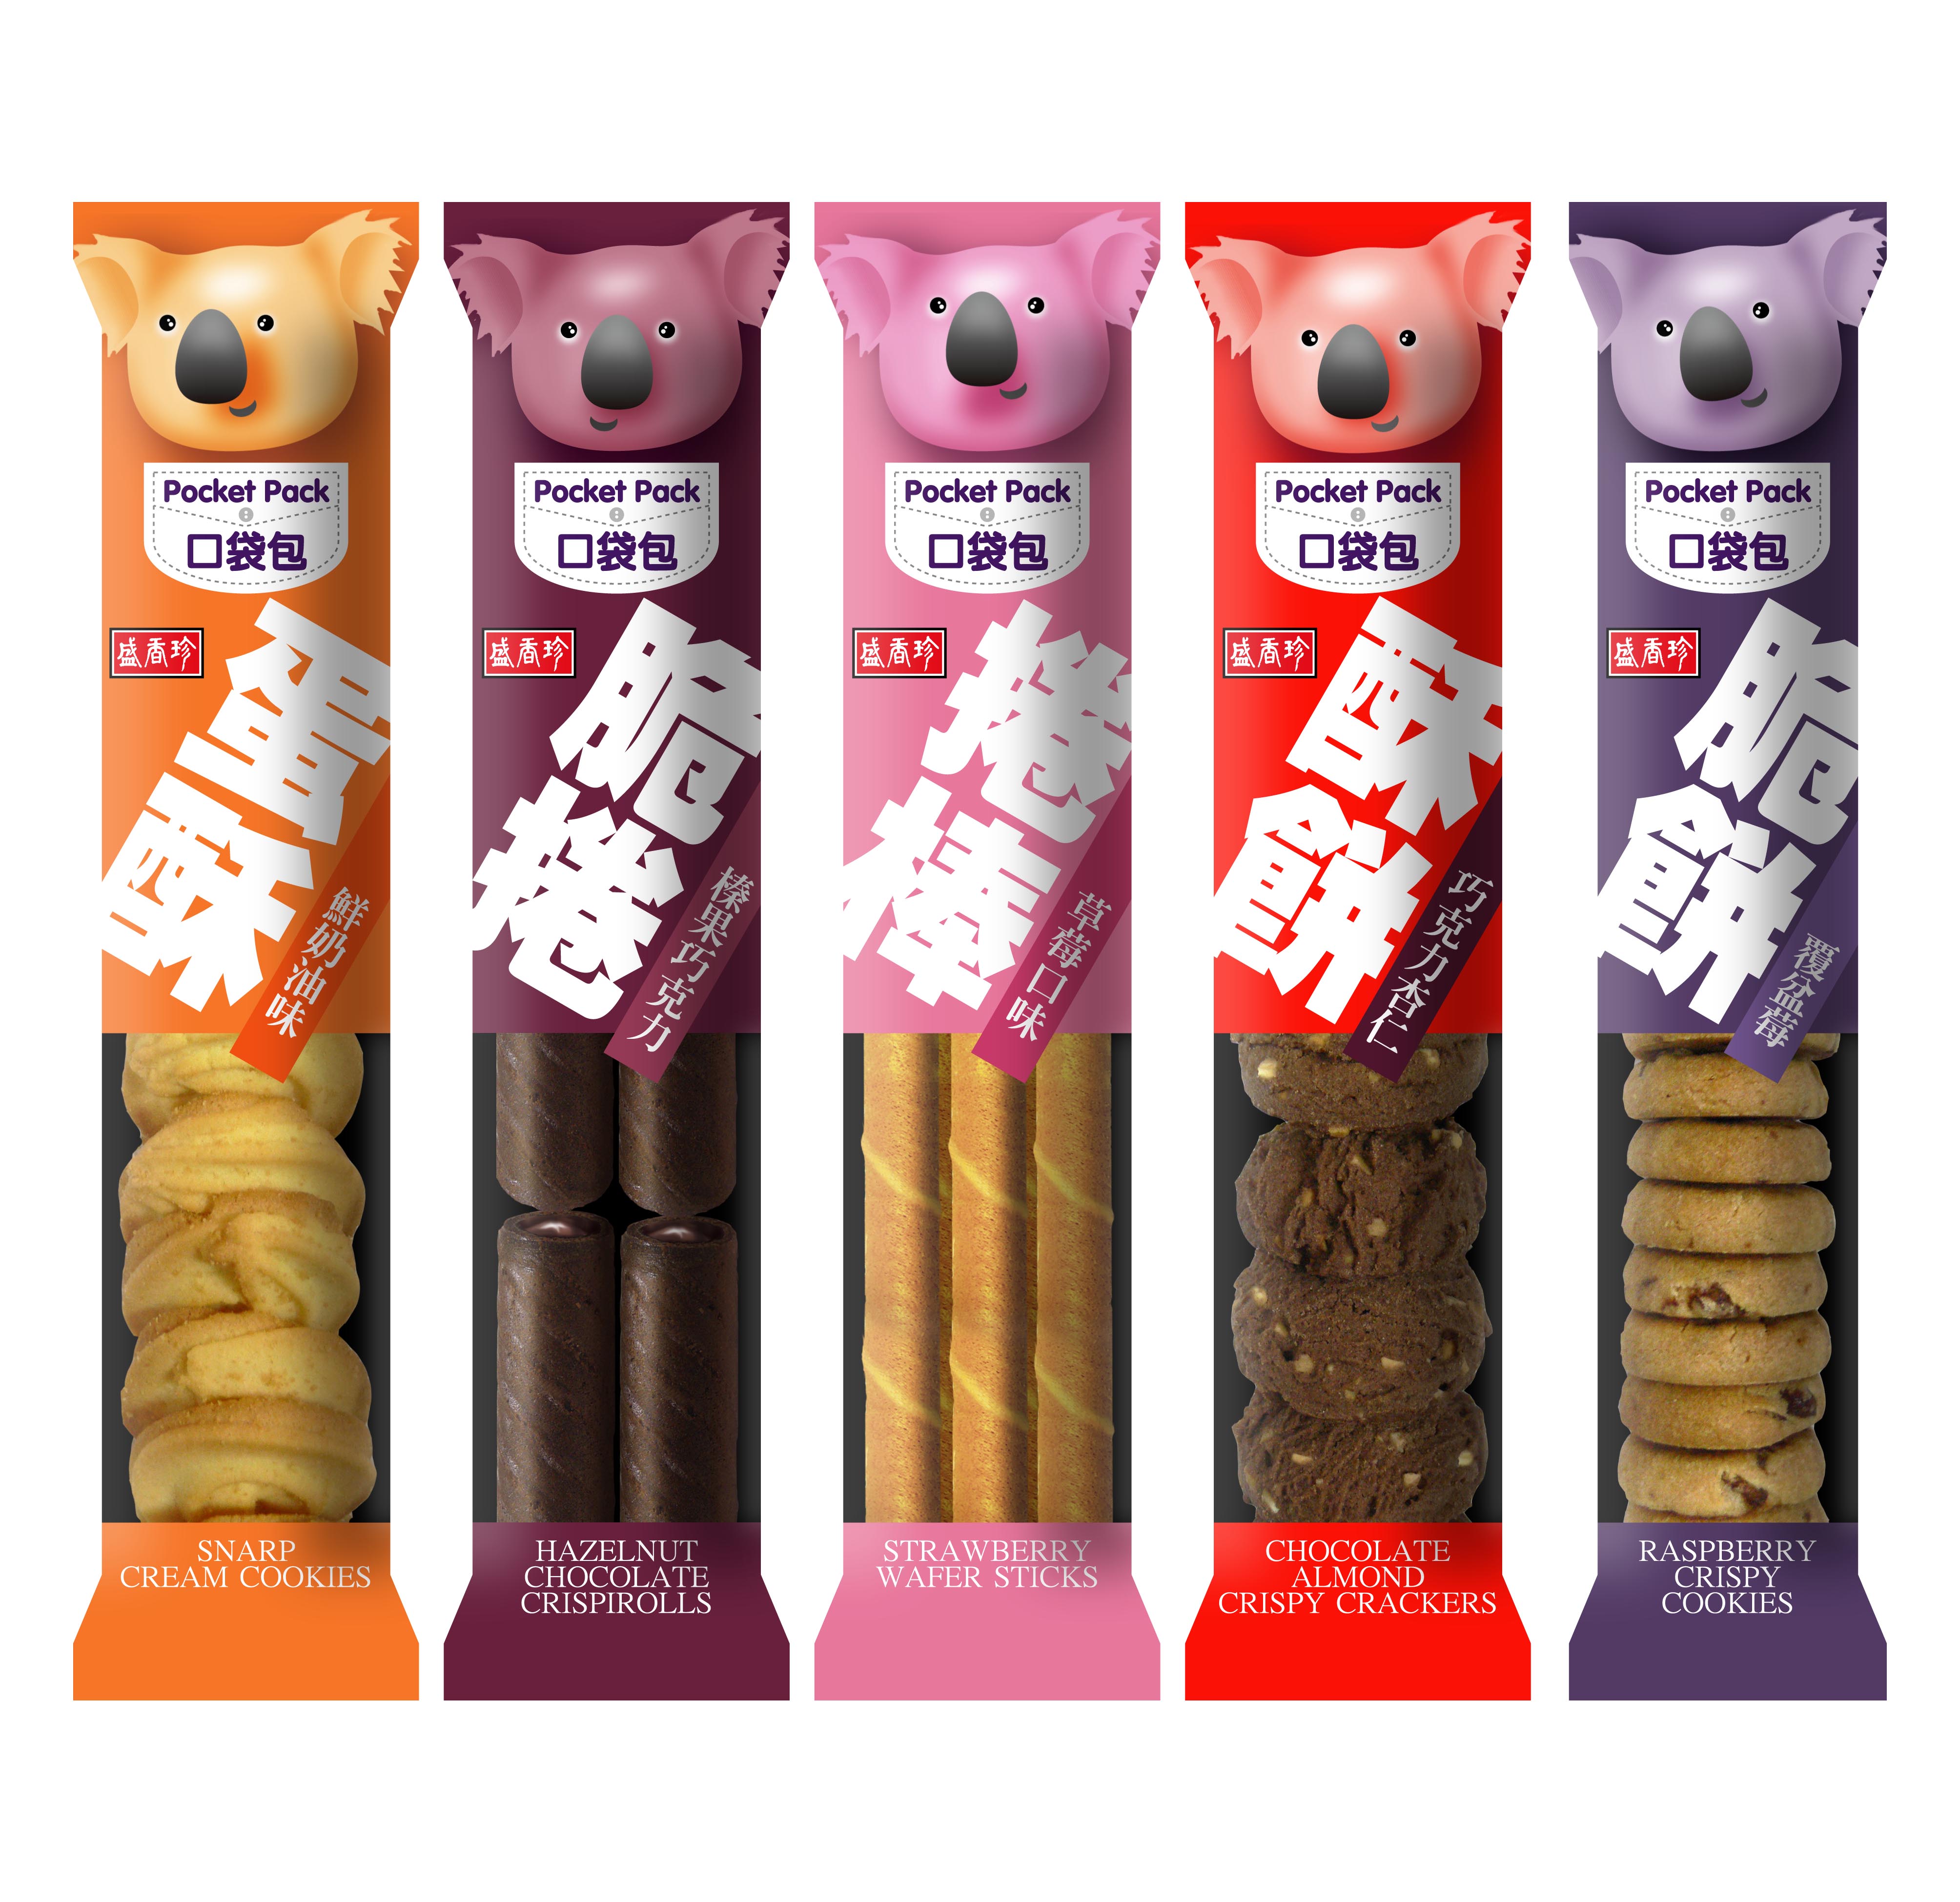 Pocket Pack
口袋包
盛香珍
蛋酥
鮮奶油味
SNARP
CREAM COOKIES
Pocket Pack
口袋包
盛香珍
脆捲
榛果巧克力
HAZELNUT
CHOCOLATE
CRISPIROLLS
Pocket Pack
口袋包
盛香珍
捲棒
草莓口味
STRAWBERRY
WAFER STICKS
Pocket Pack
口袋包
盛香珍
酥餅
巧克力杏仁
CHOCOLATE
ALMOND
CRISPY CRACKERS
Pocket Pack
口袋包
盛香珍
脆餅
覆盆莓
RASPBERRY
CRISPY
COOKIES